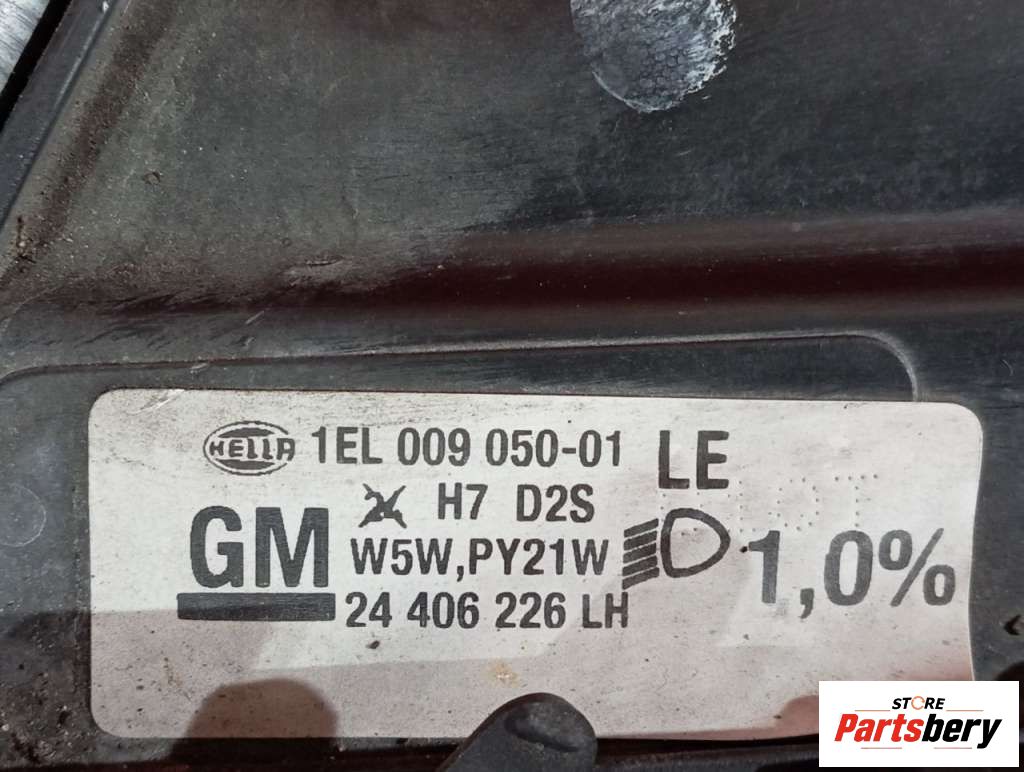 HELLA 1EL 009 050-01 LE
24 H7 D2S
GM W5W,PY21W 1,0%
24 406 226 LH
STORE
Partsbery